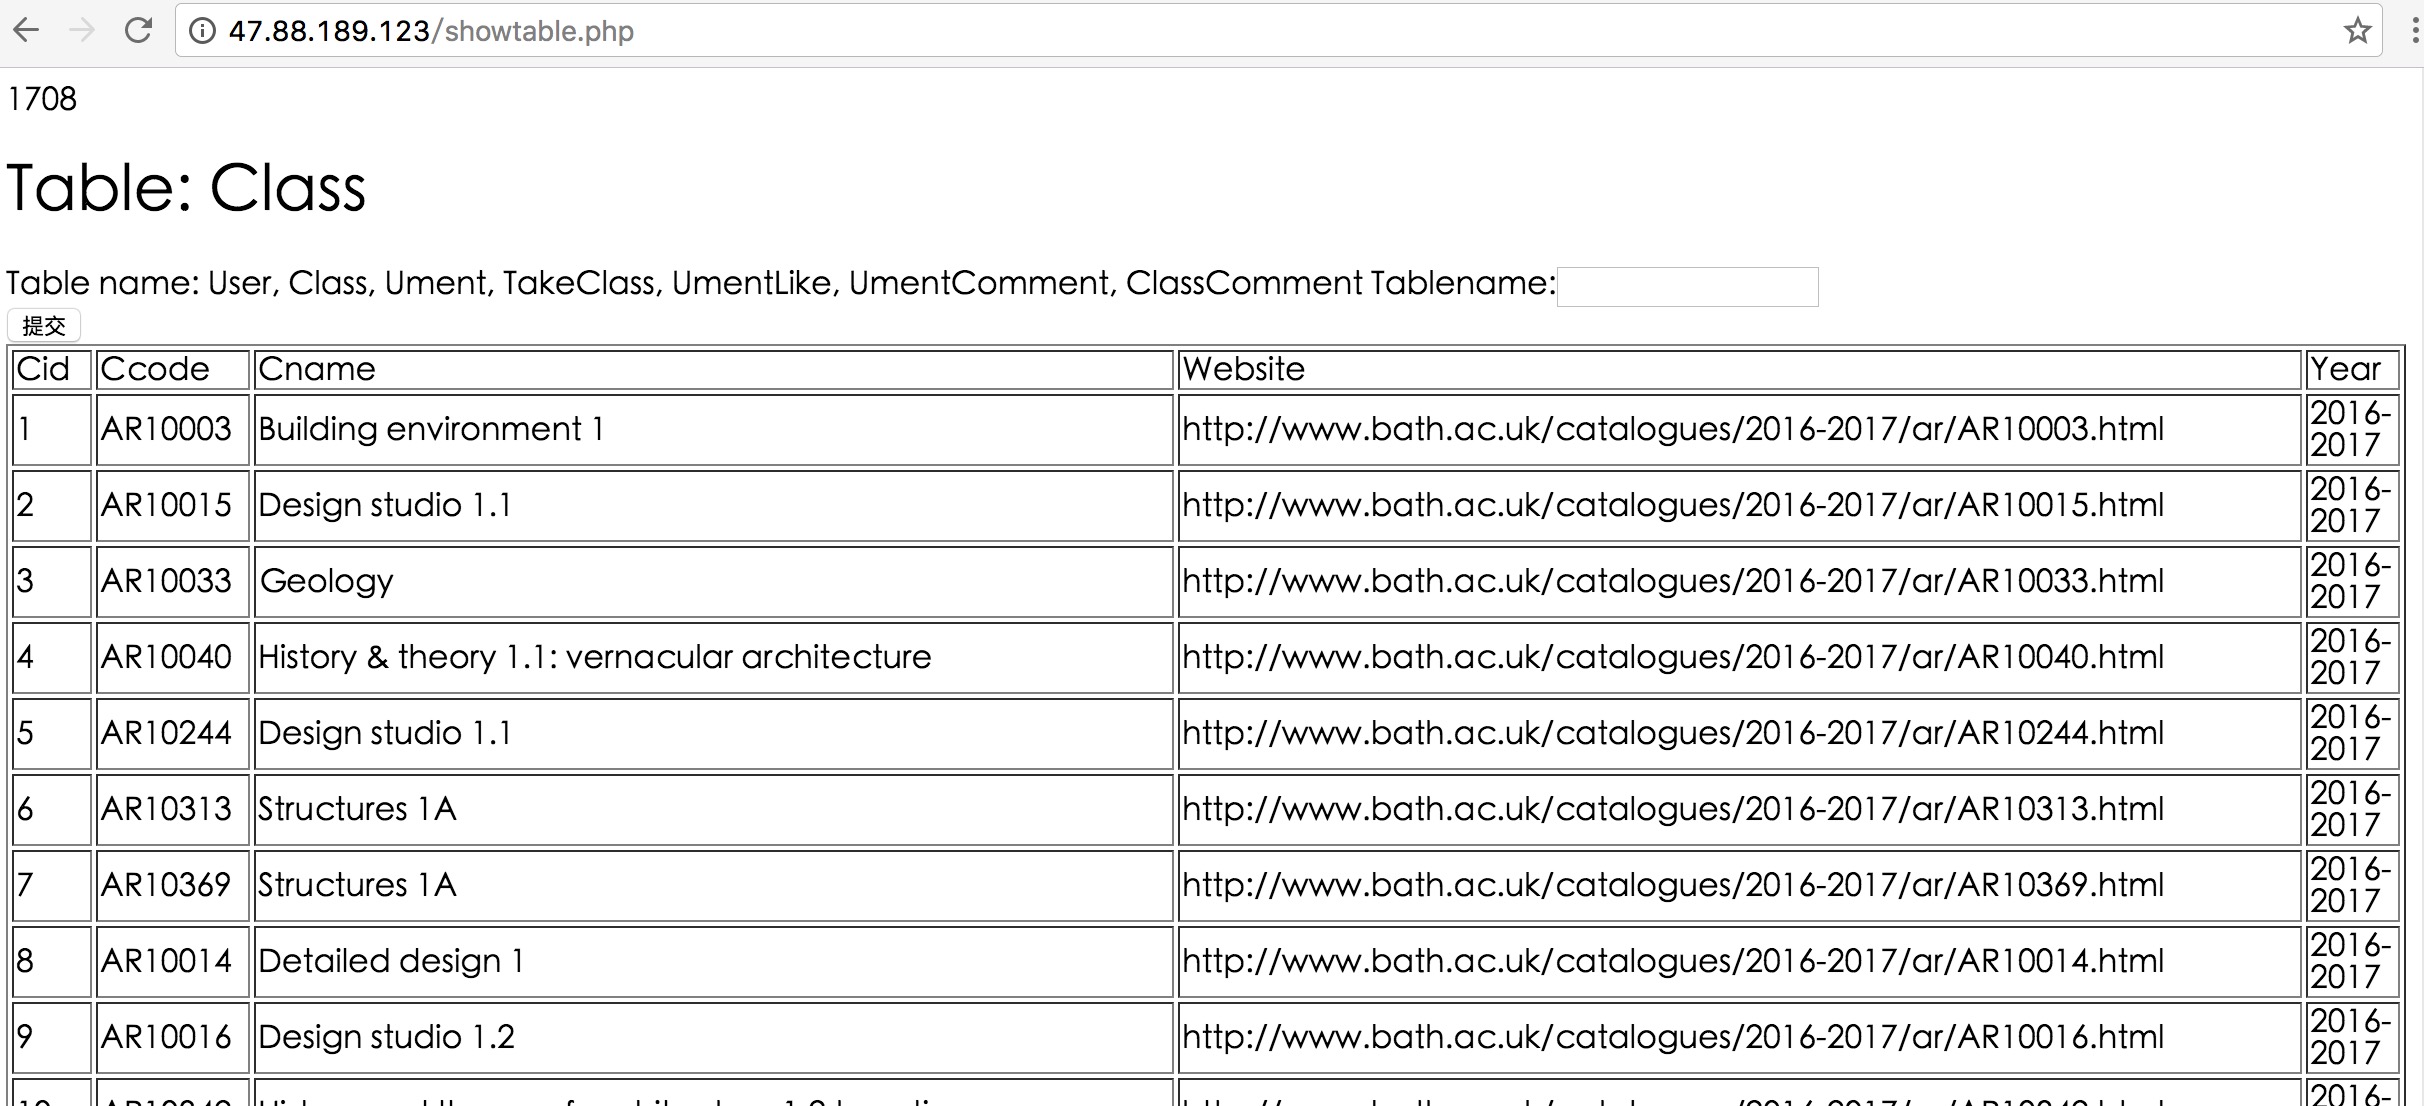 47.88.189.123/showtable.php
1708
Table: Class
Table name: User, Class, Ument, TakeClass, UmentLike, UmentComment, ClassComment Tablename:
提交
Cid Ccode Cname Website Year
1 AR10003 Building environment 1 http://www.bath.ac.uk/catalogues/2016-2017/ar/AR10003.html 2016-2017
2 AR10015 Design studio 1.1 http://www.bath.ac.uk/catalogues/2016-2017/ar/AR10015.html 2016-2017
3 AR10033 Geology http://www.bath.ac.uk/catalogues/2016-2017/ar/AR10033.html 2016-2017
4 AR10040 History & theory 1.1: vernacular architecture http://www.bath.ac.uk/catalogues/2016-2017/ar/AR10040.html 2016-2017
5 AR10244 Design studio 1.1 http://www.bath.ac.uk/catalogues/2016-2017/ar/AR10244.html 2016-2017
6 AR10313 Structures 1A http://www.bath.ac.uk/catalogues/2016-2017/ar/AR10313.html 2016-2017
7 AR10369 Structures 1A http://www.bath.ac.uk/catalogues/2016-2017/ar/AR10369.html 2016-2017
8 AR10014 Detailed design 1 http://www.bath.ac.uk/catalogues/2016-2017/ar/AR10014.html 2016-2017
9 AR10016 Design studio 1.2 http://www.bath.ac.uk/catalogues/2016-2017/ar/AR10016.html 2016-2017
2016-